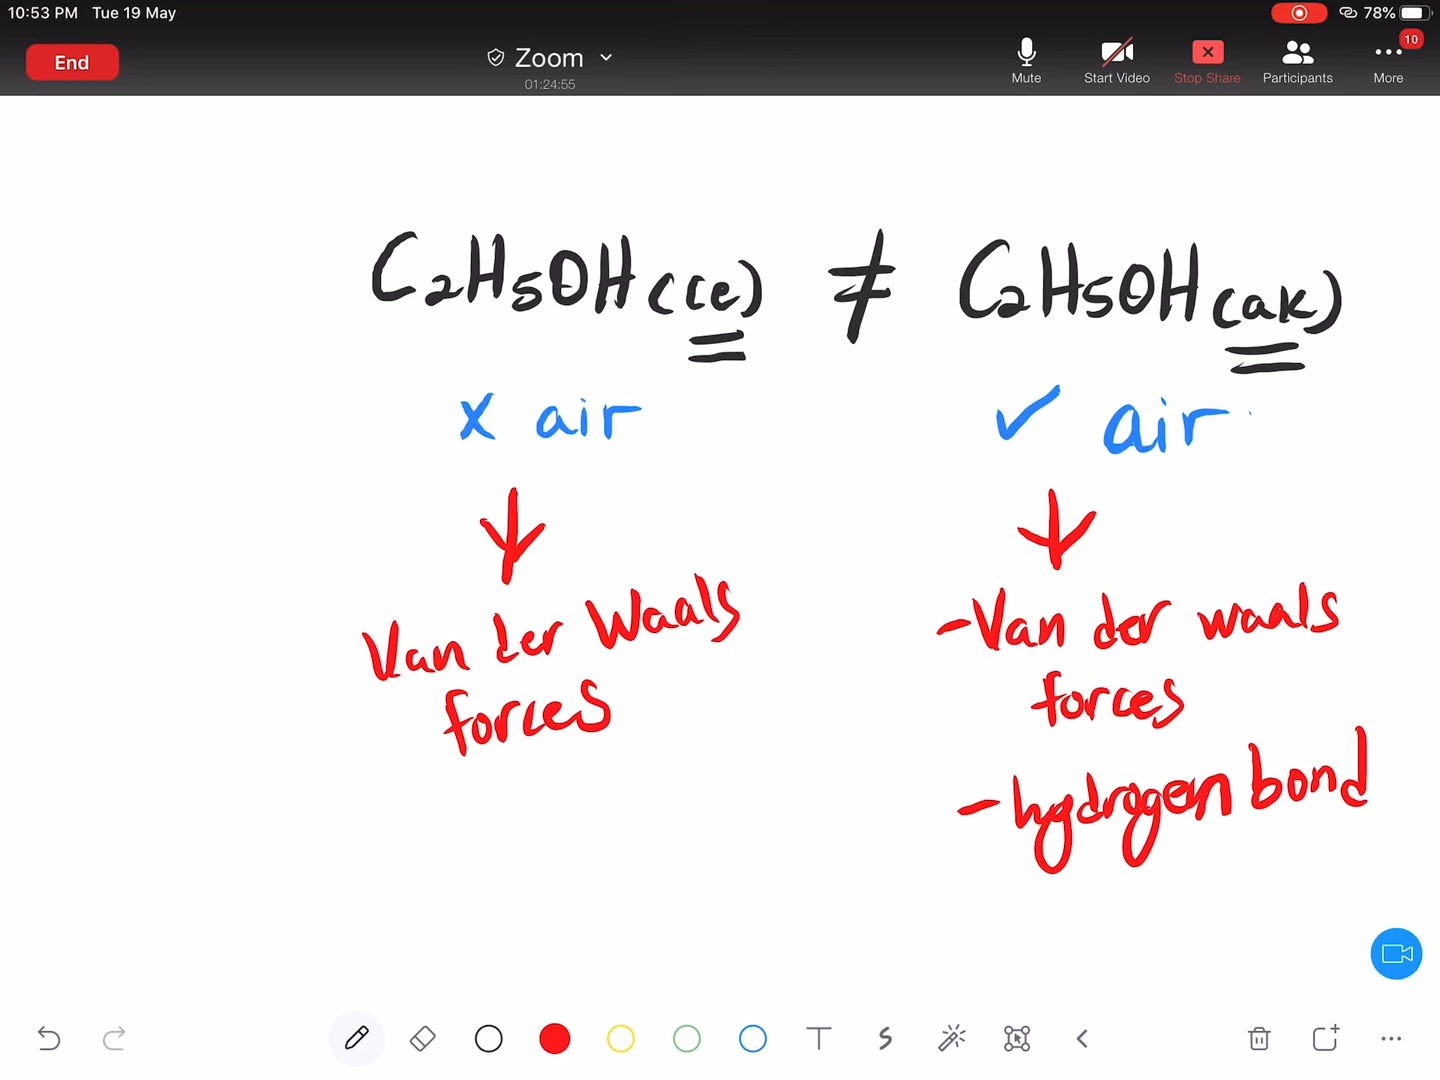 10:53 PM Tue 19 May
78%
End
Zoom
01:24:55
Mute
Start Video
Stop Share
Participants
More
10
C₂H₅OH(ce) ≠ C₂H₅OH(ak)
x air
✓ air
Van der Waals
forces
-Van der waals
forces
-hydrogen bond